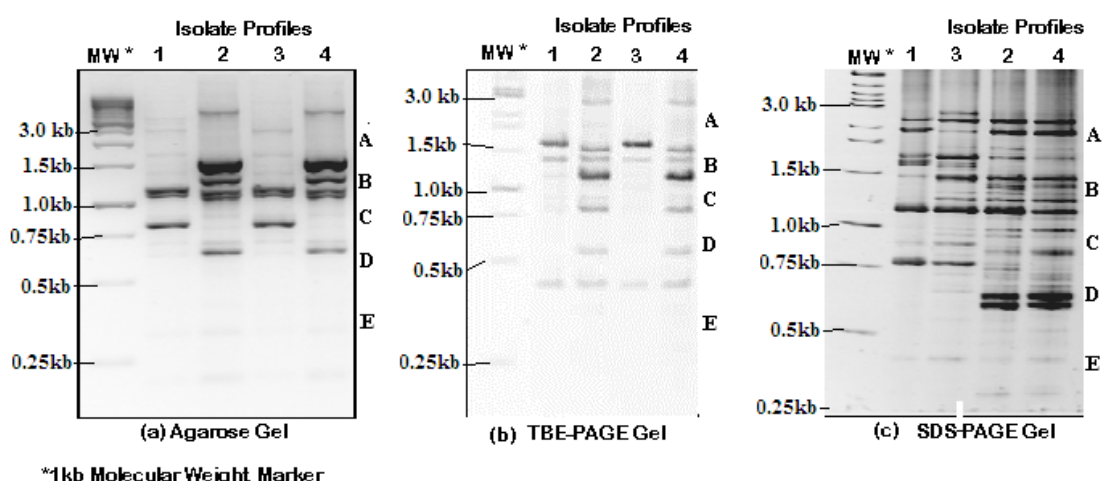 Isolate Profiles
MW * 1 2 3 4
3.0 kb
1.5kb
1.0kb
0.75kb
0.5kb
0.25kb
A
B
C
D
E
(a) Agarose Gel
Isolate Profiles
MW * 1 2 3 4
3.0 kb
1.5kb
1.0kb
0.75kb
0.5kb
0.25kb
A
B
C
D
E
(b) TBE-PAGE Gel
Isolate Profiles
MW * 1 3 2 4
3.0 kb
1.5kb
1.0kb
0.75kb
0.5kb
0.25kb
A
B
C
D
E
(c) SDS-PAGE Gel
*1kb Molecular Weight Marker